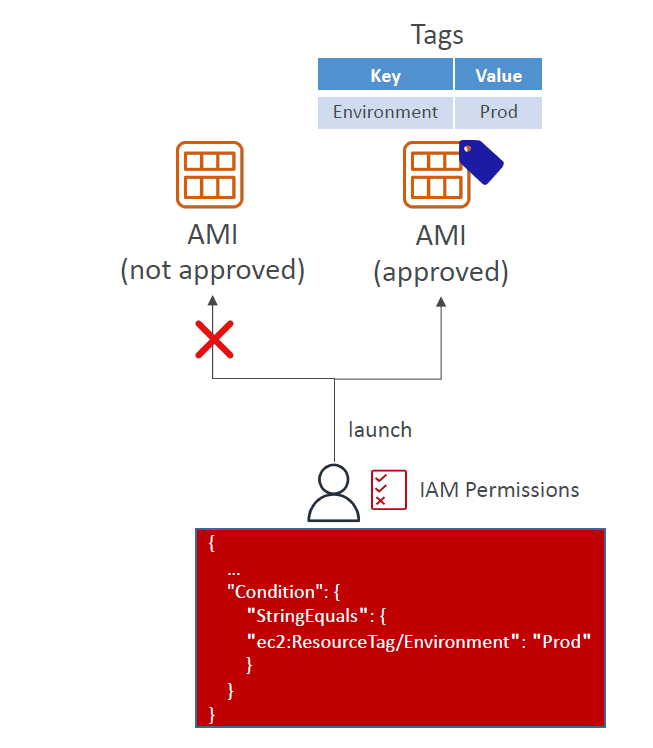 Tags
Key Value
Environment Prod
AMI
(not approved)
AMI
(approved)
launch
IAM Permissions
{
...
"Condition": {
"StringEquals": {
"ec2:ResourceTag/Environment": "Prod"
}
}
}